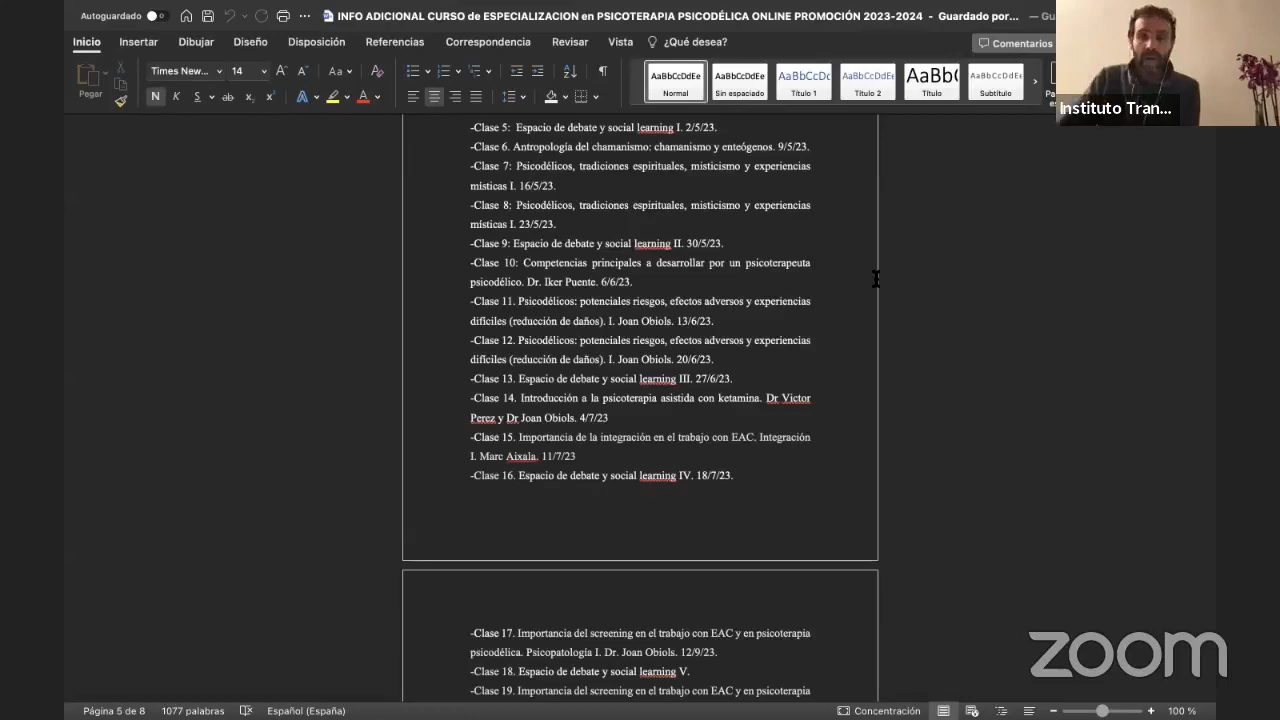 Autoguardado
INFO ADICIONAL CURSO de ESPECIALIZACION en PSICOTERAPIA PSICODÉLICA ONLINE PROMOCIÓN 2023-2024 - Guardado por...
Inicio Insertar Dibujar Diseño Disposición Referencias Correspondencia Revisar Vista ¿Qué desea? Comentarios
Pegar
Times New... 14
N K S ab x₂ x²
AaBbCcDdEe Normal
AaBbCcDdEe Sin espaciado
AaBbCcDc Título 1
AaBbCcDdEe Título 2
AaBb( Título
AaBbCcDdEe Subtítulo
Instituto Tran...
-Clase 5: Espacio de debate y social learning I. 2/5/23.
-Clase 6. Antropología del chamanismo: chamanismo y enteógenos. 9/5/23.
-Clase 7: Psicodélicos, tradiciones espirituales, misticismo y experiencias
místicas I. 16/5/23.
-Clase 8: Psicodélicos, tradiciones espirituales, misticismo y experiencias
místicas I. 23/5/23.
-Clase 9: Espacio de debate y social learning II. 30/5/23.
-Clase 10: Competencias principales a desarrollar por un psicoterapeuta
psicodélico. Dr. Iker Puente. 6/6/23.
-Clase 11. Psicodélicos: potenciales riesgos, efectos adversos y experiencias
difíciles (reducción de daños). I. Joan Obiols. 13/6/23.
-Clase 12. Psicodélicos: potenciales riesgos, efectos adversos y experiencias
difíciles (reducción de daños). I. Joan Obiols. 20/6/23.
-Clase 13. Espacio de debate y social learning III. 27/6/23.
-Clase 14. Introducción a la psicoterapia asistida con ketamina. Dr Victor
Perez y Dr Joan Obiols. 4/7/23
-Clase 15. Importancia de la integración en el trabajo con EAC. Integración
I. Marc Aixala. 11/7/23
-Clase 16. Espacio de debate y social learning IV. 18/7/23.
-Clase 17. Importancia del screening en el trabajo con EAC y en psicoterapia
psicodélica. Psicopatología I. Dr. Joan Obiols. 12/9/23.
-Clase 18. Espacio de debate y social learning V.
-Clase 19. Importancia del screening en el trabajo con EAC y en psicoterapia
zoom
Página 5 de 8 1077 palabras Español (España) Concentración 100 %